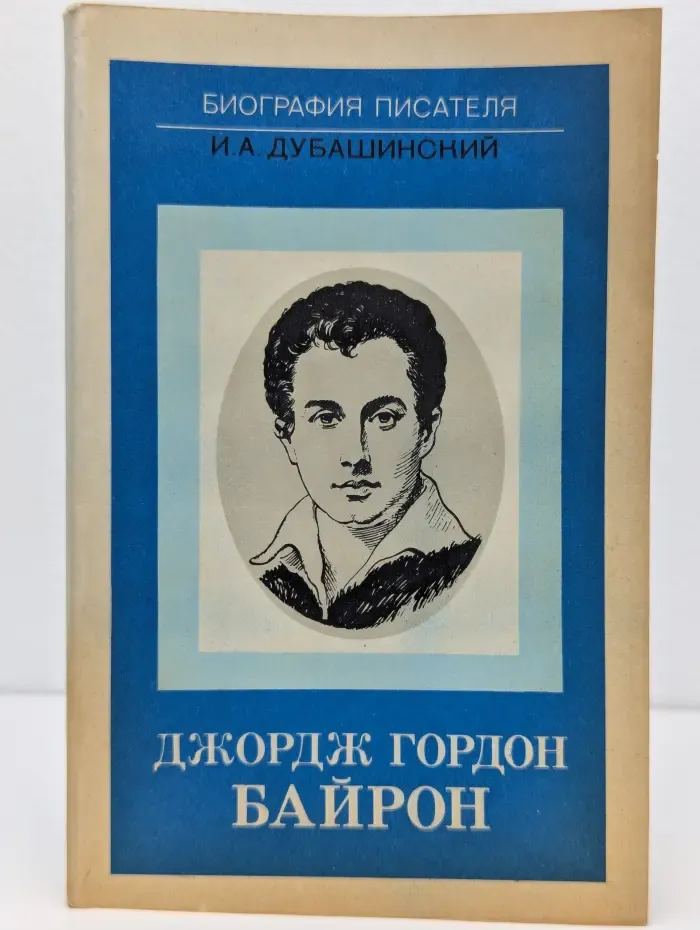 БИОГРАФИЯ ПИСАТЕЛЯ
И.А. ДУБАШИНСКИЙ
ДЖОРДЖ ГОРДОН
БАЙРОН